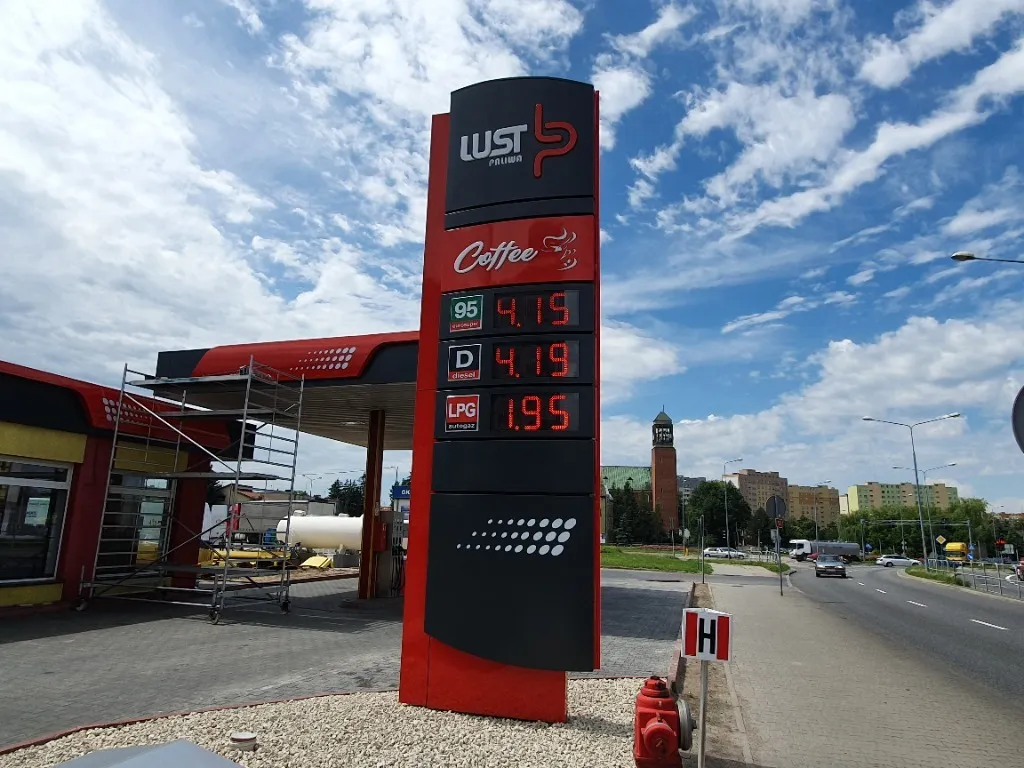 LUST
PALIWA
Coffee
95
4.15
D
diesel
4.19
LPG
autogaz
1.95
H